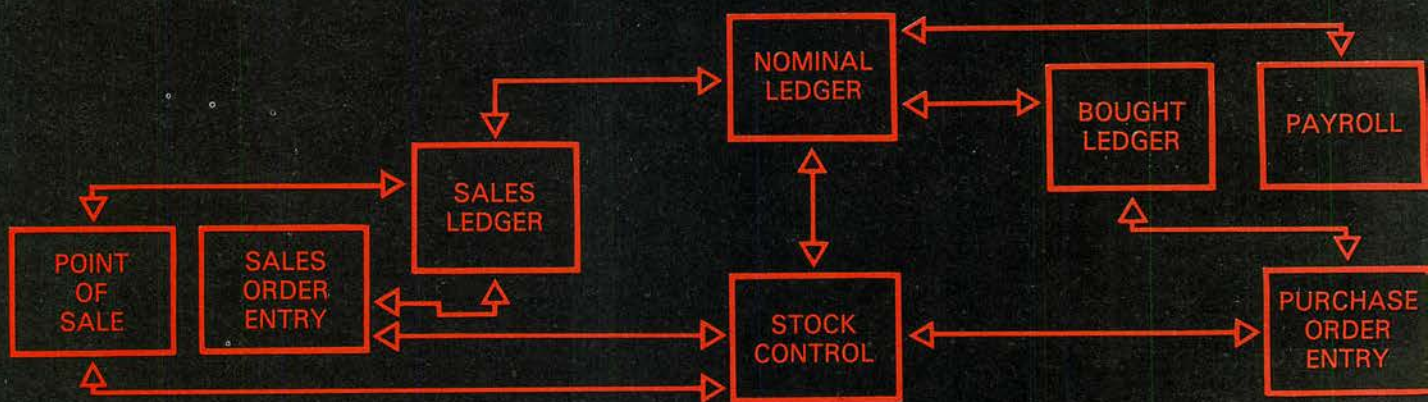 NOMINAL
LEDGER
BOUGHT
LEDGER
PAYROLL
SALES
LEDGER
POINT
OF
SALE
SALES
ORDER
ENTRY
STOCK
CONTROL
PURCHASE
ORDER
ENTRY